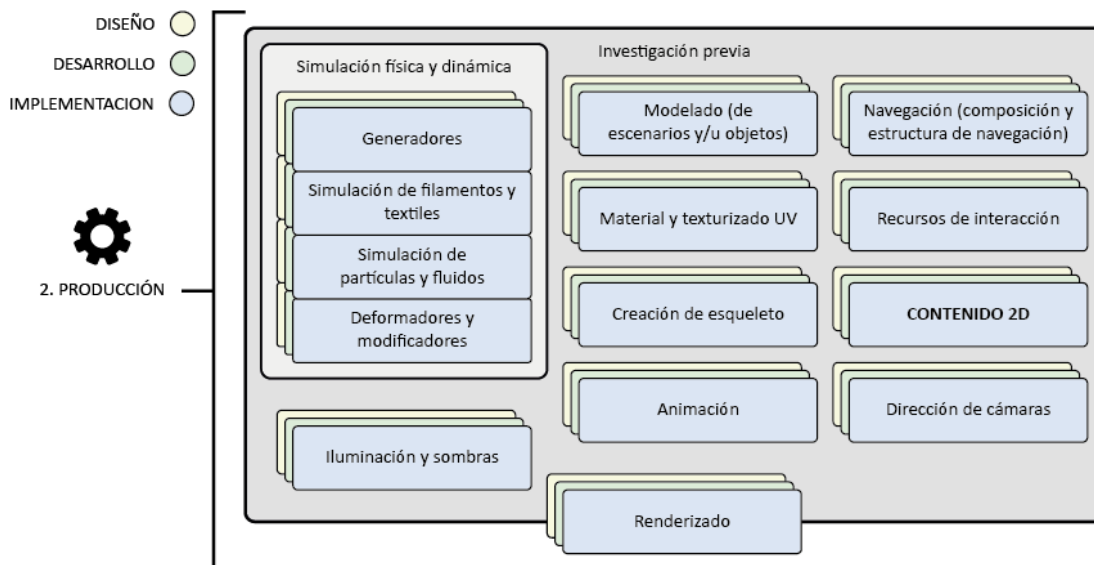 DISEÑO
DESARROLLO
IMPLEMENTACION
2. PRODUCCIÓN
Investigación previa
Simulación física y dinámica
Generadores
Simulación de filamentos y
textiles
Simulación de
partículas y fluidos
Deformadores y
modificadores
Iluminación y sombras
Modelado (de
escenarios y/u objetos)
Material y texturizado UV
Creación de esqueleto
Animación
Navegación (composición y
estructura de navegación)
Recursos de interacción
CONTENIDO 2D
Dirección de cámaras
Renderizado